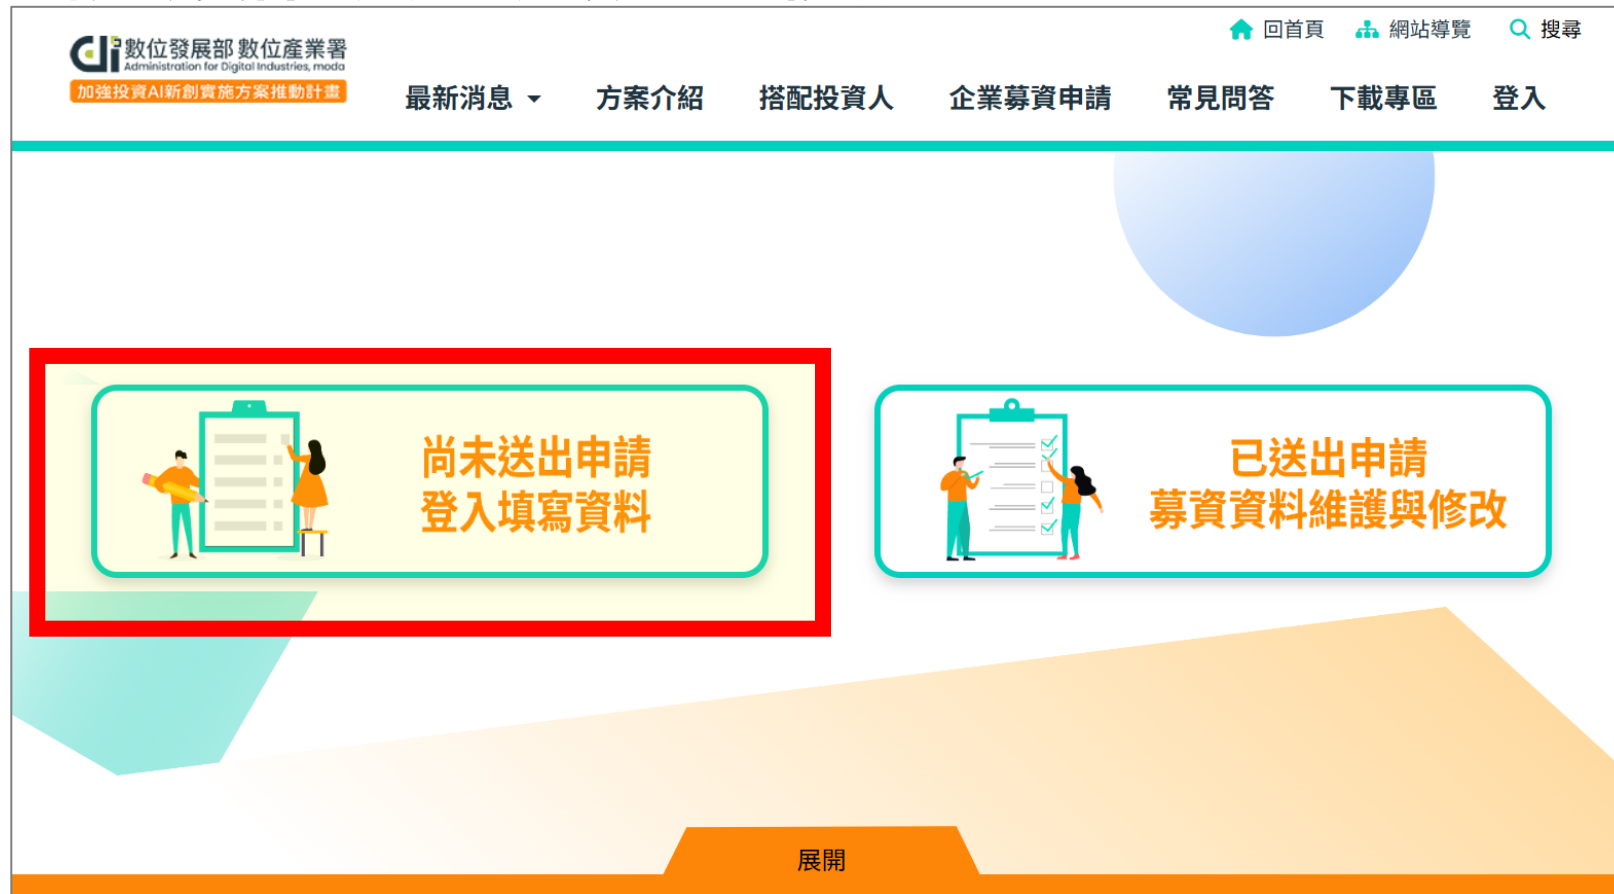 回首頁 網站導覽 搜尋
數位發展部 數位產業署
Administration for Digital Industries, moda
加強投資AI新創實施方案推動計畫
最新消息 方案介紹 搭配投資人 企業募資申請 常見問答 下載專區 登入
尚未送出申請
登入填寫資料
已送出申請
募資資料維護與修改
展開